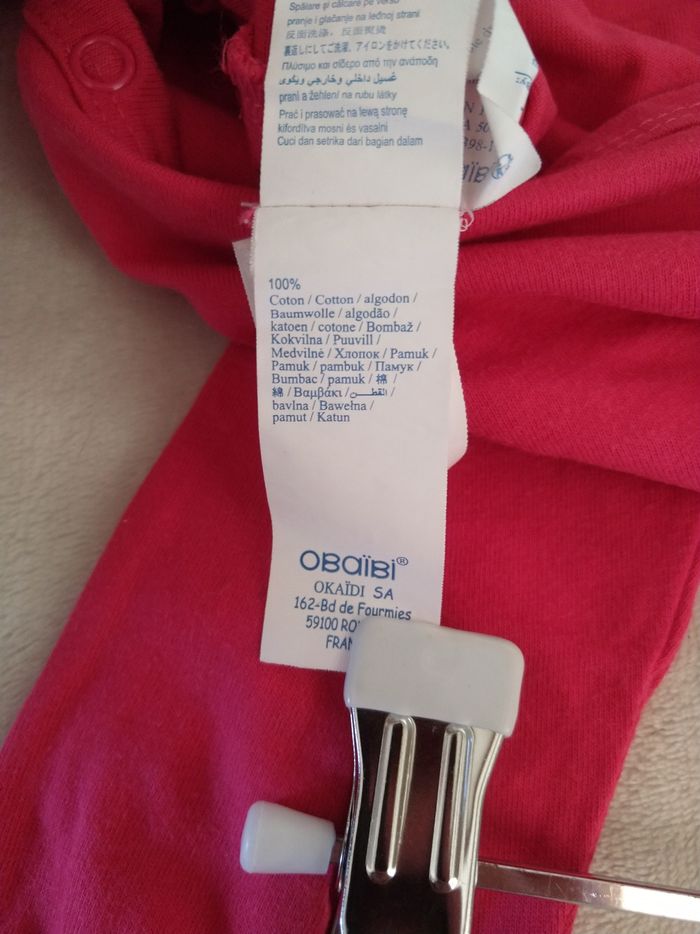 Spălare și călcare pe verso
pranje i glačanje na leđnoj strani
反面洗涤，反面熨烫
裏返しにしてご洗濯、アイロンをかけてください。
Πλύσιμο και σίδερο από την ανάποδη
غسيل داخلي وخارجي ويكوى
prani a žehlení na rubu látky
Prać i prasować na lewą stronę
kifordítva mosni és vasalni
Cuci dan setrika dari bagian dalam
100%
Coton / Cotton / algodon /
Baumwolle / algodão /
katoen / cotone / Bombaž /
Kokvilna / Puuvill /
Medvilnė / Хлопок / Pamuk /
Pamuk / pambuk / Памук /
Bumbac / pamuk / 棉 /
綿 / Βαμβάκι / القطن /
bavlna / Bawełna /
pamut / Katun
OBaïBi®
OKAÏDI SA
162-Bd de Fourmies
59100